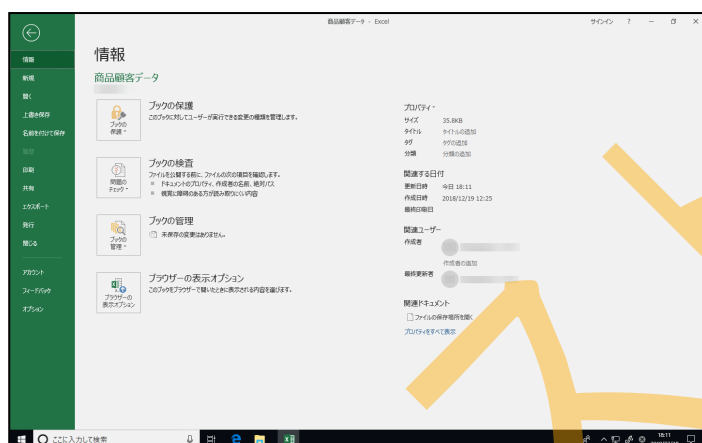 商品顧客データ - Excel
サインイン ?
情報
新規
開く
上書き保存
名前を付けて保存
履歴
印刷
共有
エクスポート
発行
閉じる
アカウント
フィードバック
オプション
情報
商品顧客データ
ブックの保護
ブックの保護
このブックに対してユーザーが実行できる変更の種類を管理します。
問題のチェック
ブックの検査
ファイルを公開する前に、ファイルの次の項目を確認します。
ドキュメントのプロパティ、作成者の名前、絶対パス
視覚に障碍のある方が読み取りにくい内容
ブックの管理
ブックの管理
未保存の変更はありません。
ブラウザーの表示オプション
ブラウザーの表示オプション
このブックをブラウザーで開いたときに表示される内容を選びます。
プロパティ
サイズ 35.8KB
タイトル タイトルの追加
タグ タグの追加
分類 分類の追加
関連する日付
更新日時 今日 18:11
作成日時 2018/12/19 12:25
最終印刷日
関連ユーザー
作成者
作成者の追加
最終更新者
関連ドキュメント
ファイルの保存場所を開く
プロパティをすべて表示
ここに入力して検索
18:11